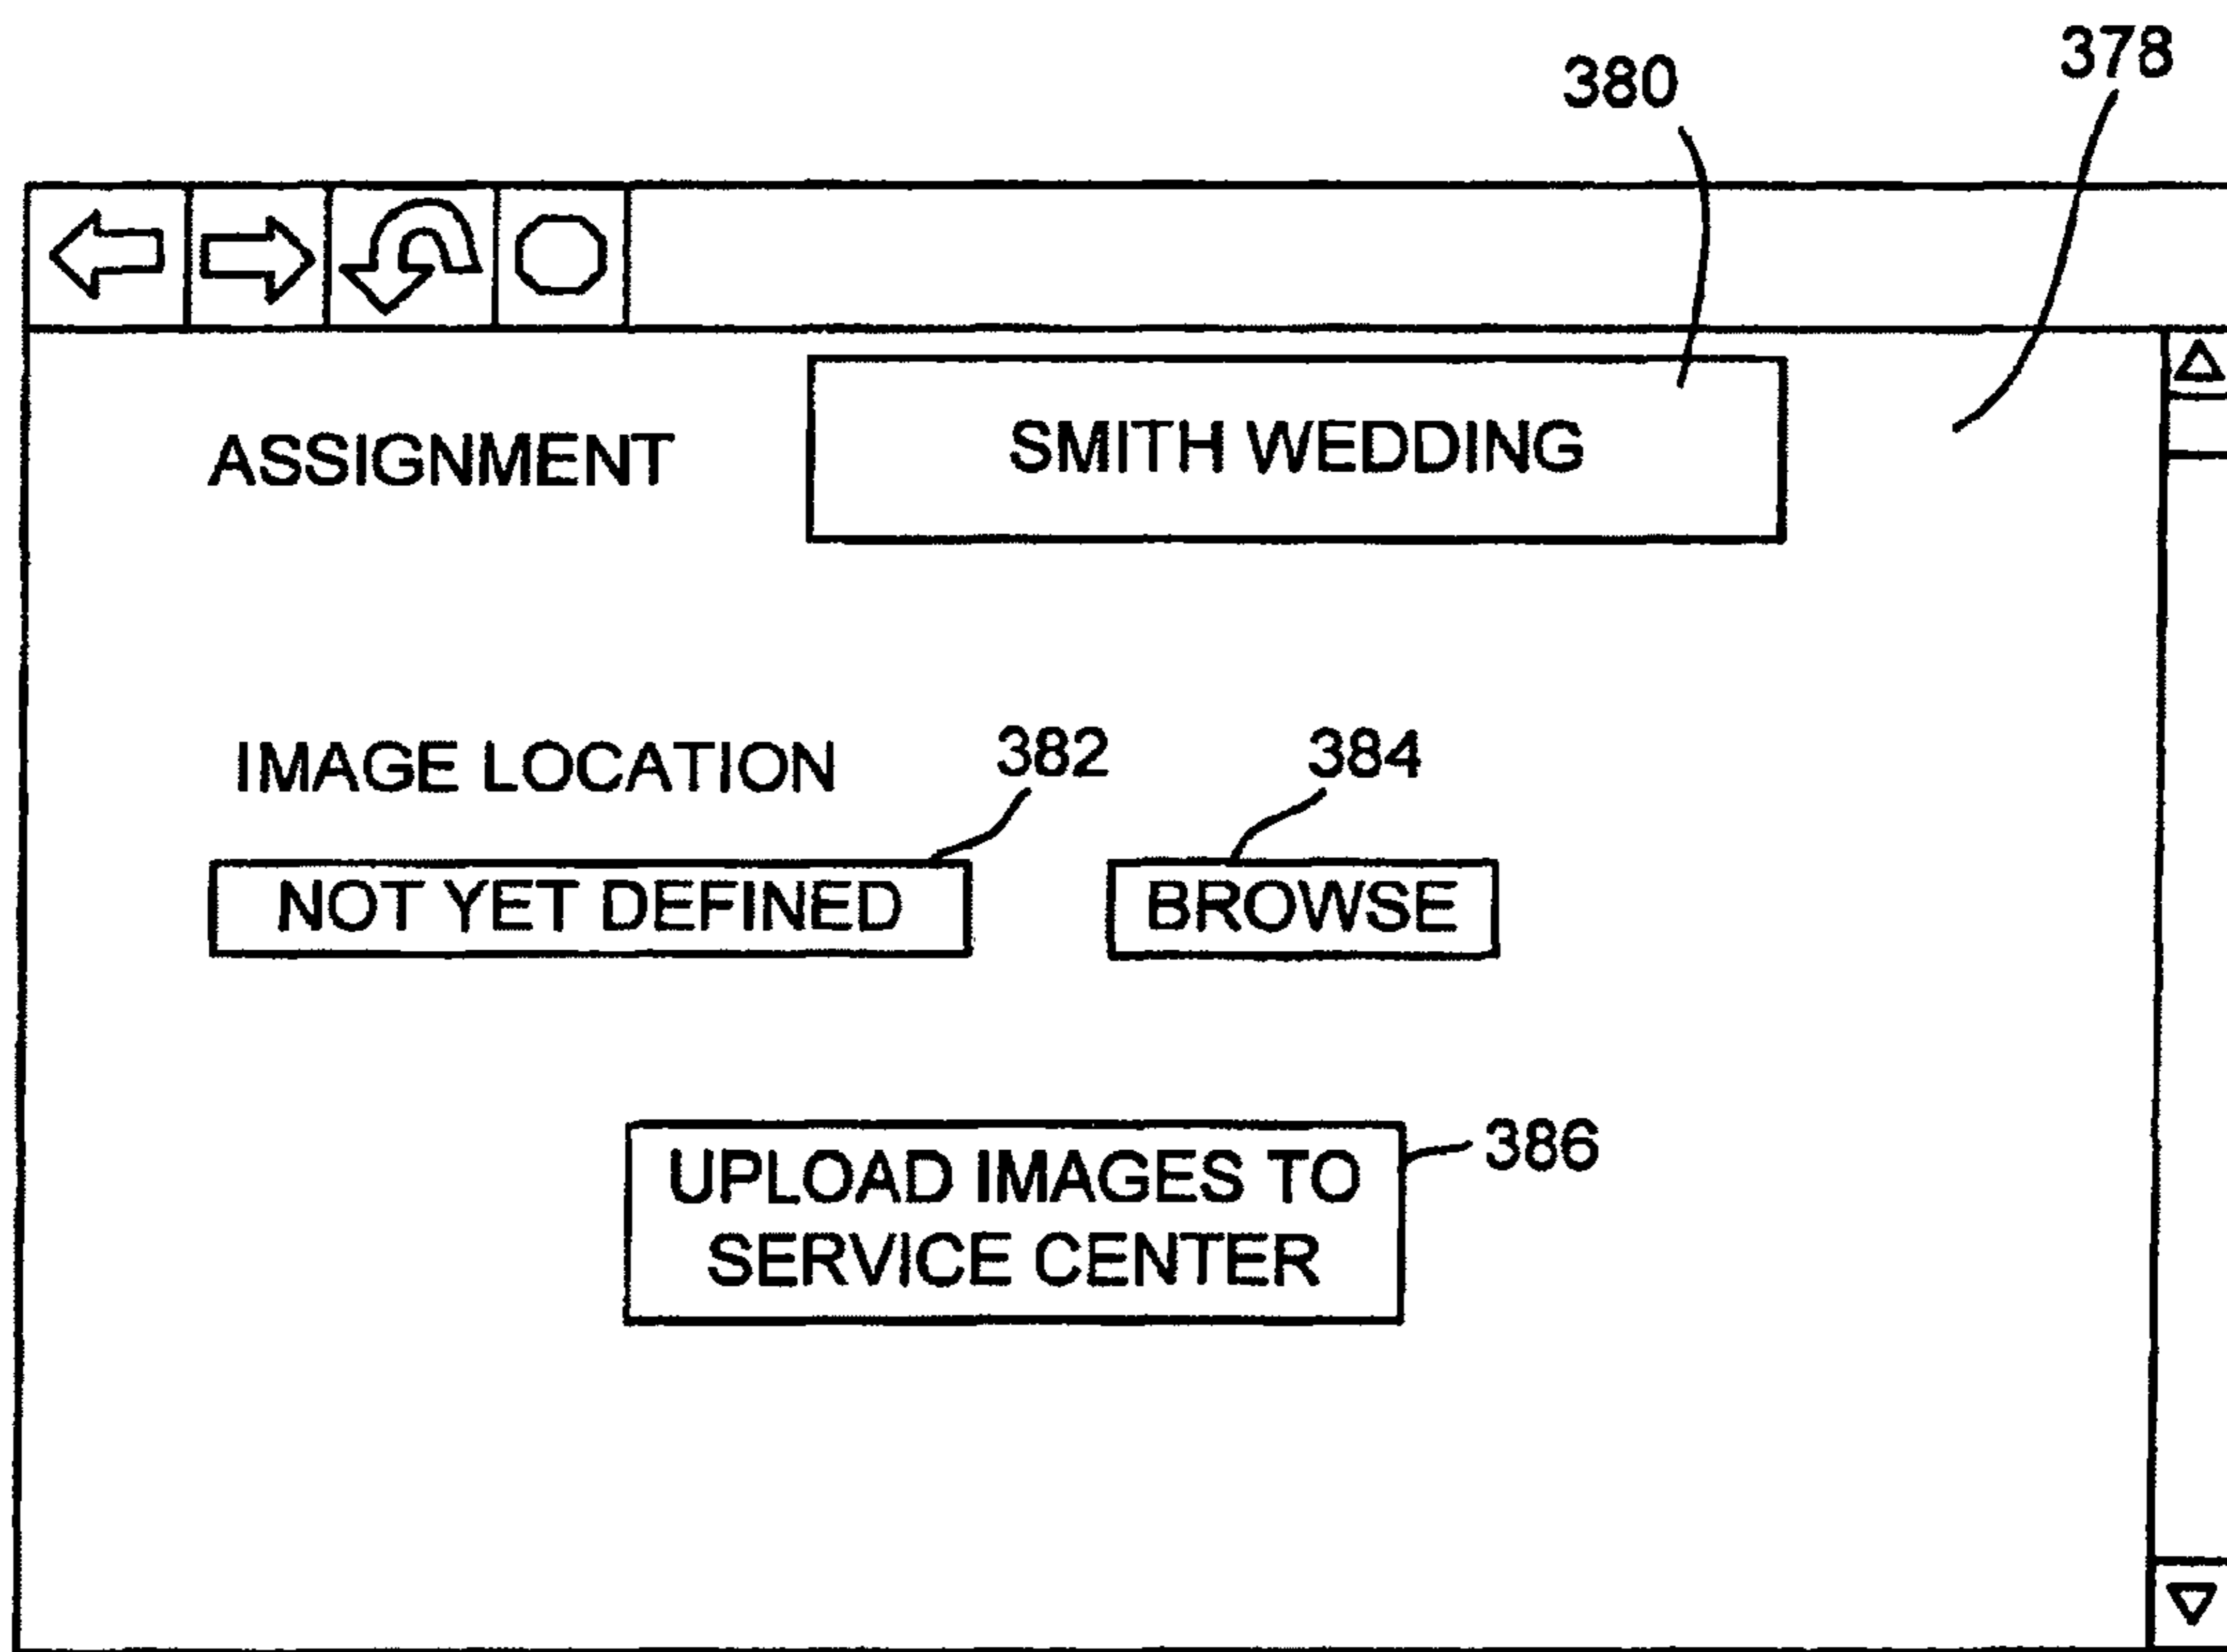 378
380
ASSIGNMENT
SMITH WEDDING
IMAGE LOCATION
382
384
NOT YET DEFINED
BROWSE
UPLOAD IMAGES TO
SERVICE CENTER
386